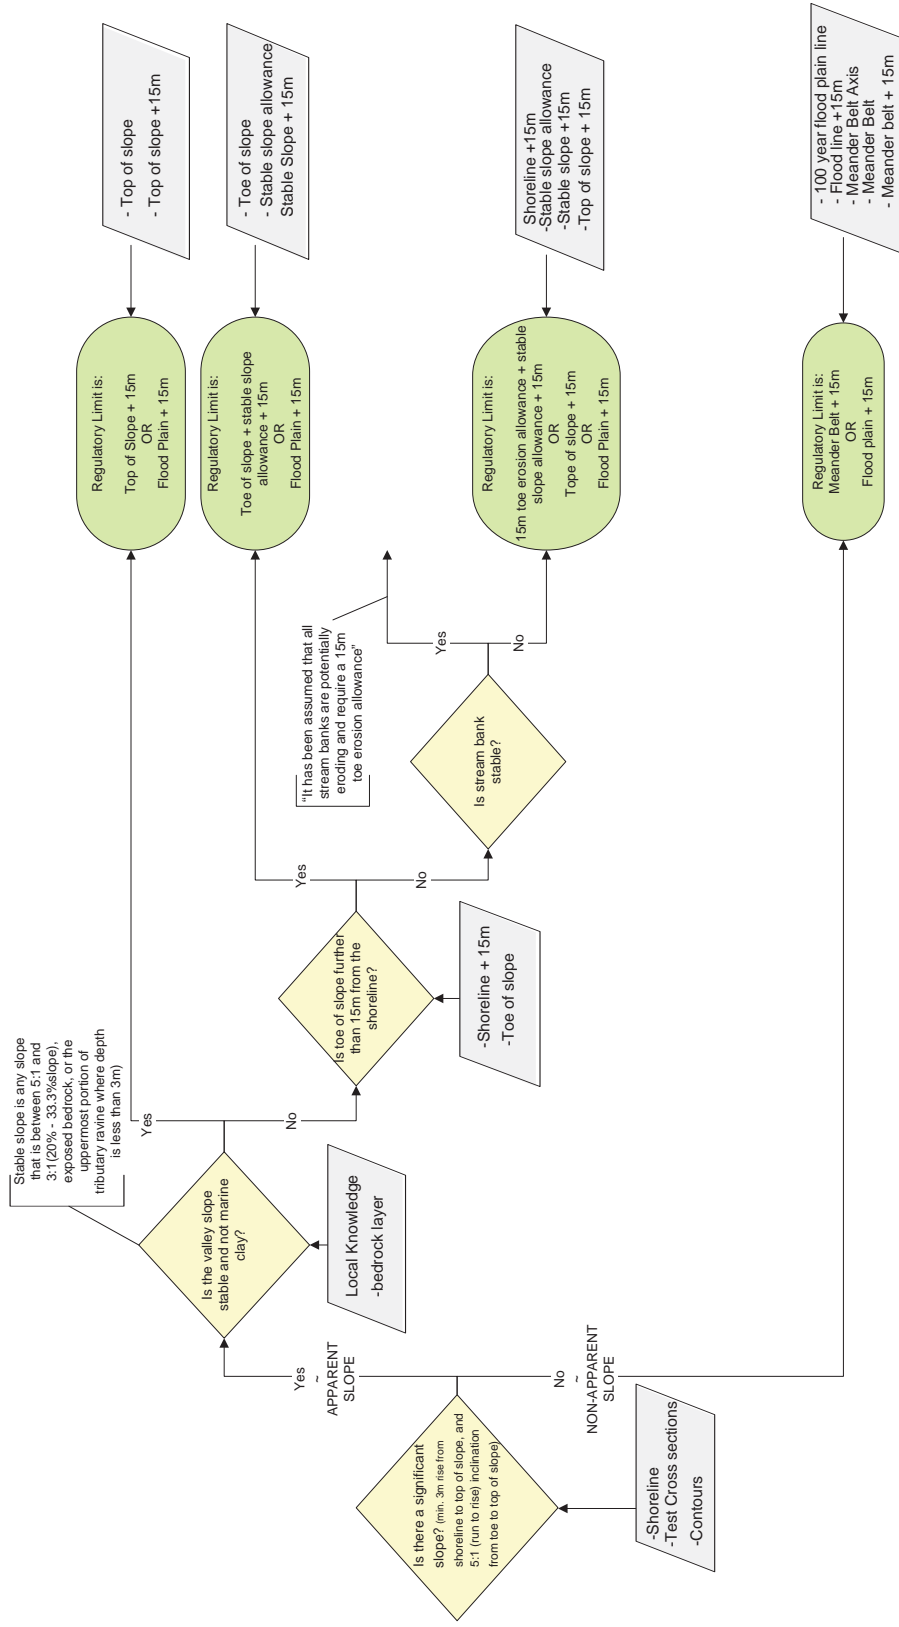 Is there a significant
slope? (min. 3m rise from
shoreline to top of slope, and
5:1 (run to rise) inclination
from toe to top of slope)
-Shoreline
-Test Cross sections
-Contours
Yes
~
APPARENT
SLOPE
No
~
NON-APPARENT
SLOPE
Stable slope is any slope
that is between 5:1 and
3:1(20% - 33.3%slope),
exposed bedrock, or the
uppermost portion of
tributary ravine where depth
is less than 3m)
Is the valley slope
stable and not marine
clay?
Local Knowledge
-bedrock layer
Yes
No
Is toe of slope further
than 15m from the
shoreline?
-Shoreline + 15m
-Toe of slope
Yes
No
"It has been assumed that all
stream banks are potentially
eroding and require a 15m
toe erosion allowance"
Is stream bank
stable?
Yes
No
Regulatory Limit is:
Top of Slope + 15m
OR
Flood Plain + 15m
Regulatory Limit is:
Toe of slope + stable slope
allowance + 15m
OR
Flood Plain + 15m
Regulatory Limit is:
15m toe erosion allowance + stable
slope allowance + 15m
OR
Tope of slope + 15m
OR
Flood Plain + 15m
Regulatory Limit is:
Meander Belt + 15m
OR
Flood plain + 15m
- Top of slope
- Top of slope +15m
- Toe of slope
- Stable slope allowance
Stable Slope + 15m
Shoreline +15m
-Stable slope allowance
-Stable slope +15m
-Top of slope + 15m
- 100 year flood plain line
- Flood line +15m
- Meander Belt Axis
- Meander Belt
- Meander belt + 15m